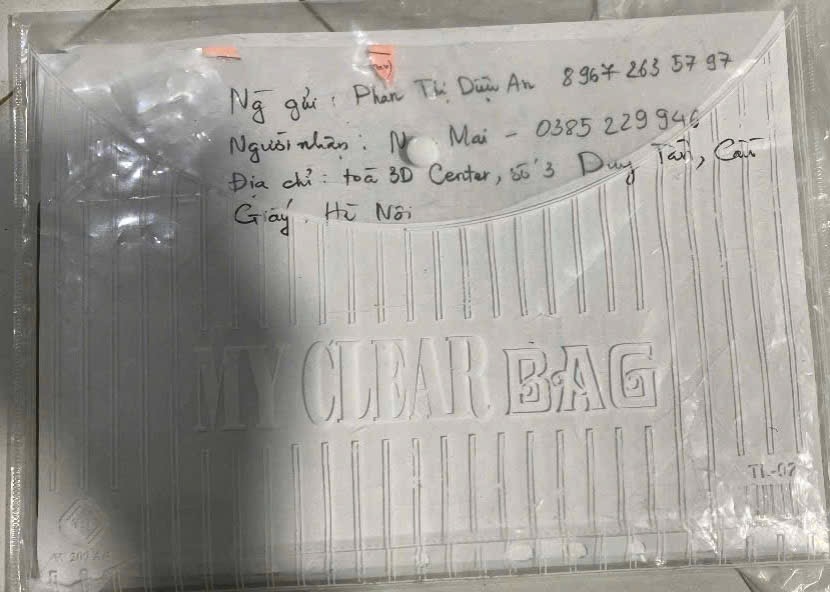 Ng gửi: Phan Thị Diệu An 8967 263 57 97
Người nhận: Mai - 0385 229 946
Địa chỉ: toà 3D Center, số 3 Duy Tân, Cầu
Giấy, Hà Nội
MY CLEAR BAG
TL-02